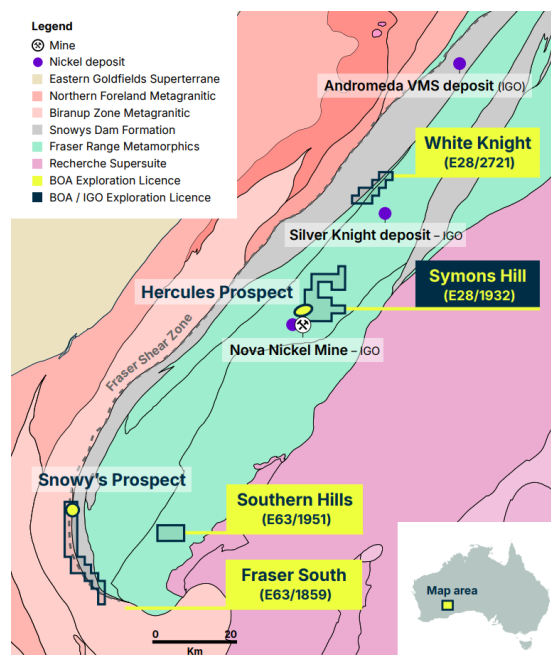 Legend
Mine
Nickel deposit
Eastern Goldfields Superterrane
Northern Foreland Metagranitic
Biranup Zone Metagranitic
Snowys Dam Formation
Fraser Range Metamorphics
Recherche Supersuite
BOA Exploration Licence
BOA / IGO Exploration Licence
Andromeda VMS deposit (IGO)
White Knight
(E28/2721)
Silver Knight deposit – IGO
Hercules Prospect
Symons Hill
(E28/1932)
Nova Nickel Mine – IGO
Fraser Shear Zone
Snowy's Prospect
Southern Hills
(E63/1951)
Fraser South
(E63/1859)
Map area
0 20
Km